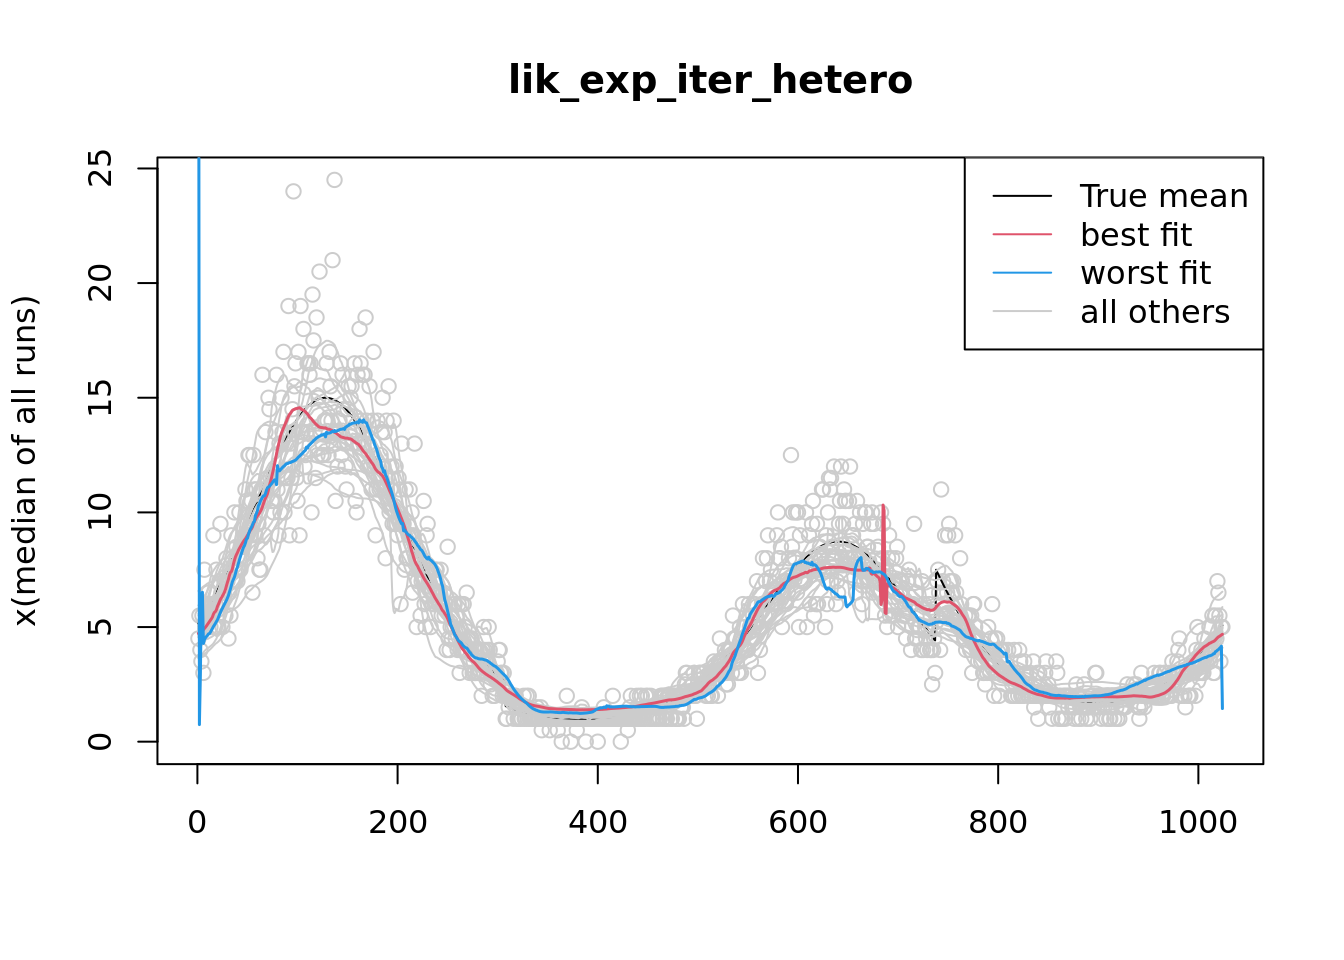 lik_exp_iter_hetero
x(median of all runs)
25
20
15
10
5
0
True mean
best fit
worst fit
all others
0 200 400 600 800 1000